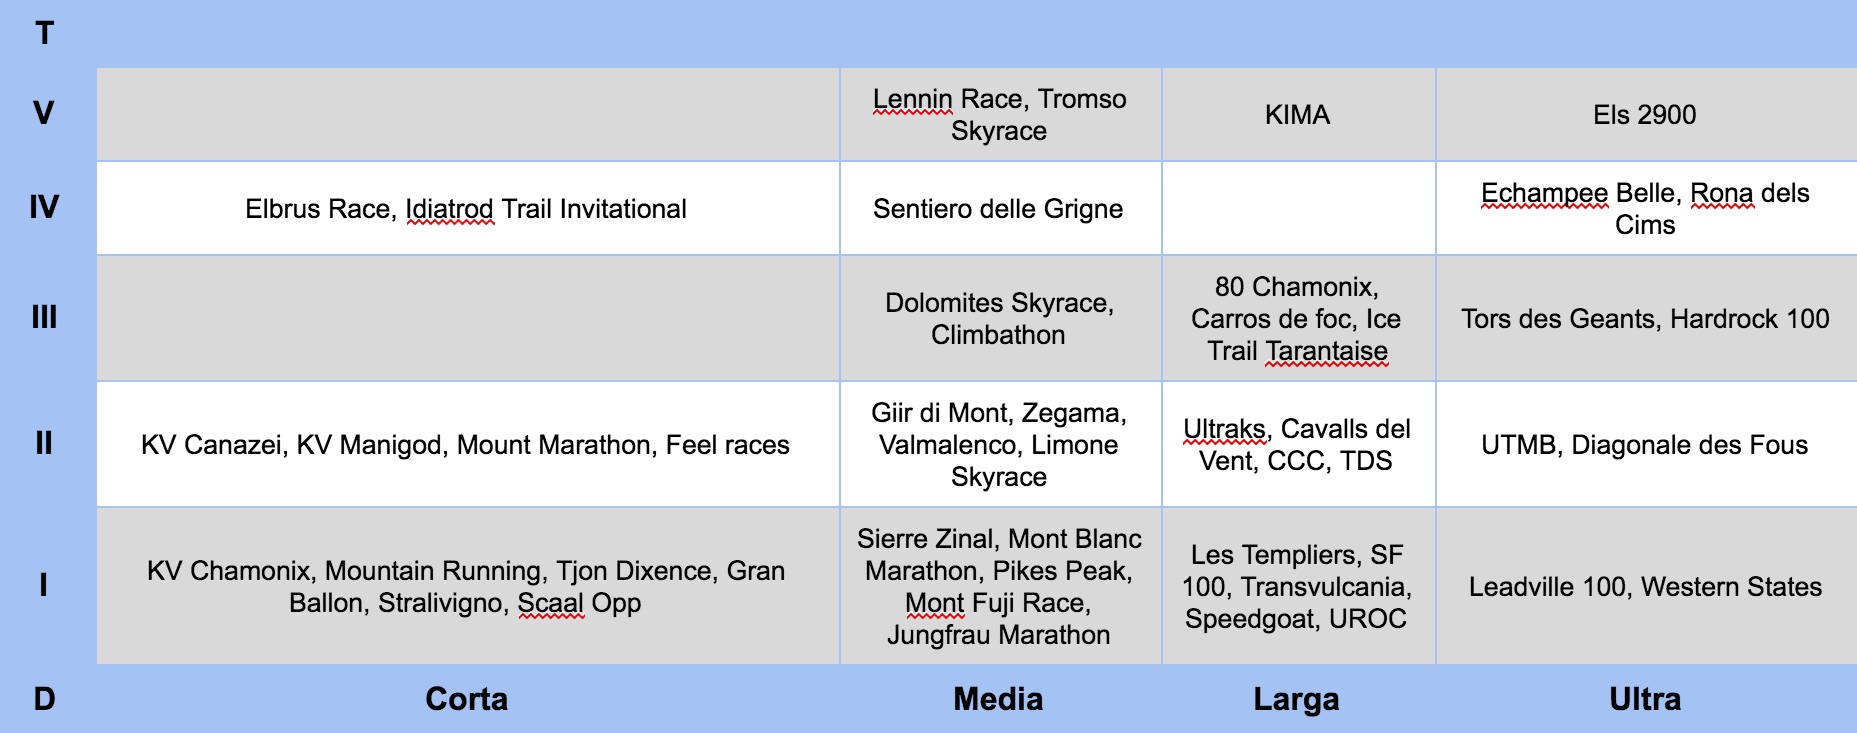 T
V
Lennin Race, Tromso
Skyrace
KIMA
Els 2900
IV
Elbrus Race, Idiatrod Trail Invitational
Sentiero delle Grigne
Echampee Belle, Rona dels
Cims
III
Dolomites Skyrace,
Climbathon
80 Chamonix,
Carros de foc, Ice
Trail Tarantaise
Tors des Geants, Hardrock 100
II
KV Canazei, KV Manigod, Mount Marathon, Feel races
Giir di Mont, Zegama,
Valmalenco, Limone
Skyrace
Ultraks, Cavalls del
Vent, CCC, TDS
UTMB, Diagonale des Fous
I
KV Chamonix, Mountain Running, Tjon Dixence, Gran
Ballon, Stralivigno, Scaal Opp
Sierre Zinal, Mont Blanc
Marathon, Pikes Peak,
Mont Fuji Race,
Jungfrau Marathon
Les Templiers, SF
100, Transvulcania,
Speedgoat, UROC
Leadville 100, Western States
D
Corta
Media
Larga
Ultra